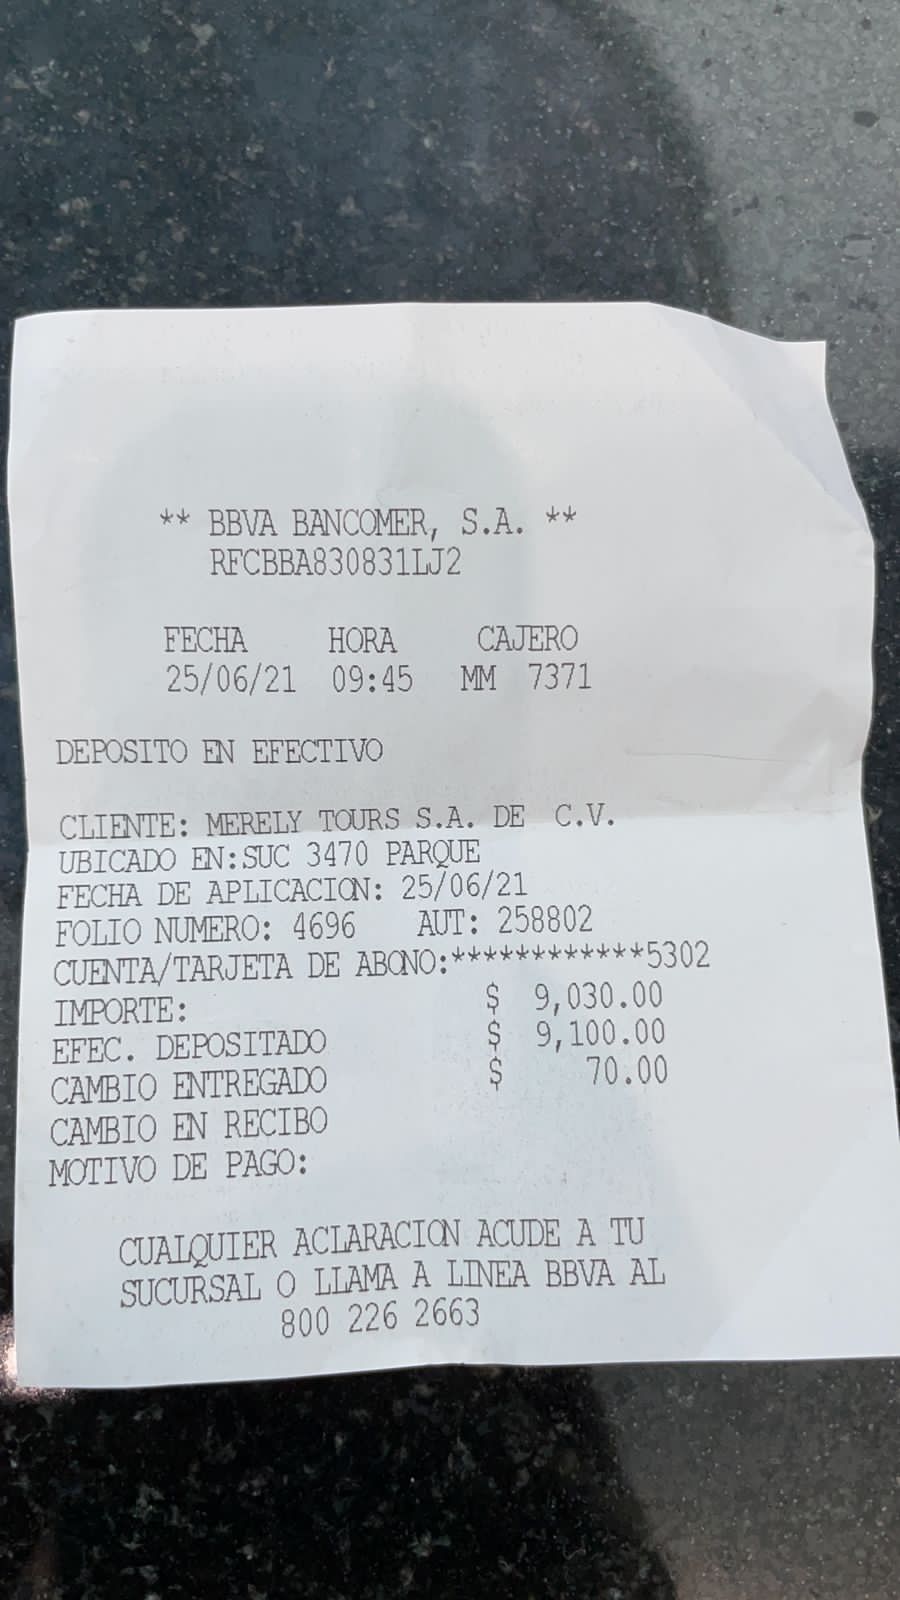 ** BBVA BANCOMER, S.A. **
RFCBBA830831LJ2
FECHA HORA CAJERO
25/06/21 09:45 MM 7371
DEPOSITO EN EFECTIVO
CLIENTE: MERELY TOURS S.A. DE C.V.
UBICADO EN:SUC 3470 PARQUE
FECHA DE APLICACION: 25/06/21
FOLIO NUMERO: 4696 AUT: 258802
CUENTA/TARJETA DE ABONO:************5302
IMPORTE: $ 9,030.00
EFEC. DEPOSITADO $ 9,100.00
CAMBIO ENTREGADO $ 70.00
CAMBIO EN RECIBO
MOTIVO DE PAGO:
CUALQUIER ACLARACION ACUDE A TU
SUCURSAL O LLAMA A LINEA BBVA AL
800 226 2663